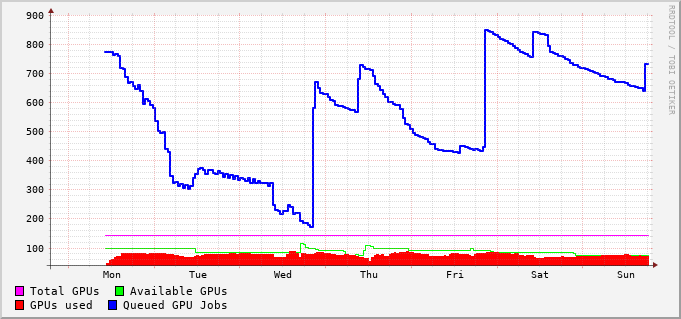 900
800
700
600
500
400
300
200
100
Mon Tue Wed Thu Fri Sat Sun
Total GPUs Available GPUs
GPUs used Queued GPU Jobs
RRDTOOL / TOBI OETIKER